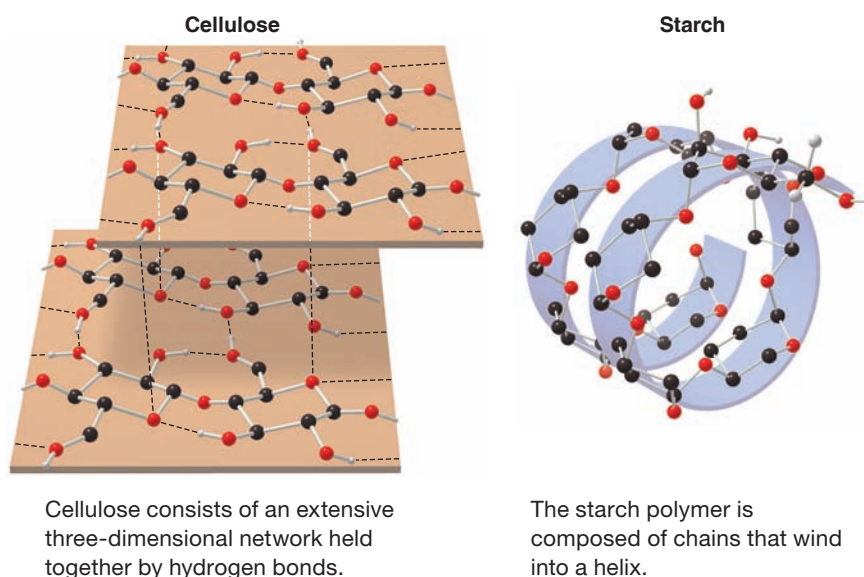 Cellulose
Starch
Cellulose consists of an extensive
three-dimensional network held
together by hydrogen bonds.
The starch polymer is
composed of chains that wind
into a helix.